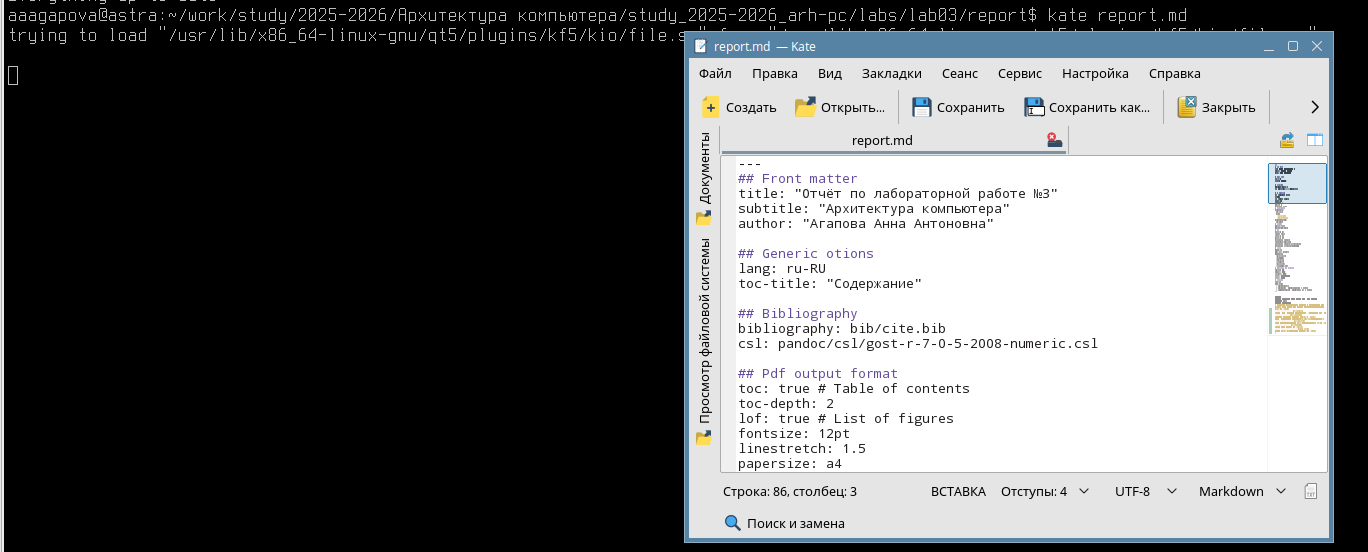 aaagapova@astra:~/work/study/2025-2026/Архитектура компьютера/study_2025-2026_arh-pc/labs/lab03/report$ kate report.md
trying to load "/usr/lib/x86_64-linux-gnu/qt5/plugins/kf5/kio/file.s
report.md — Kate
Файл Правка Вид Закладки Сеанс Сервис Настройка Справка
Создать Открыть... Сохранить Сохранить как... Закрыть
report.md
Документы
Просмотр файловой системы
---
## Front matter
title: "Отчёт по лабораторной работе №3"
subtitle: "Архитектура компьютера"
author: "Агапова Анна Антоновна"
## Generic otions
lang: ru-RU
toc-title: "Содержание"
## Bibliography
bibliography: bib/cite.bib
csl: pandoc/csl/gost-r-7-0-5-2008-numeric.csl
## Pdf output format
toc: true # Table of contents
toc-depth: 2
lof: true # List of figures
fontsize: 12pt
linestretch: 1.5
papersize: a4
Строка: 86, столбец: 3 ВСТАВКА Отступы: 4 UTF-8 Markdown
Поиск и замена